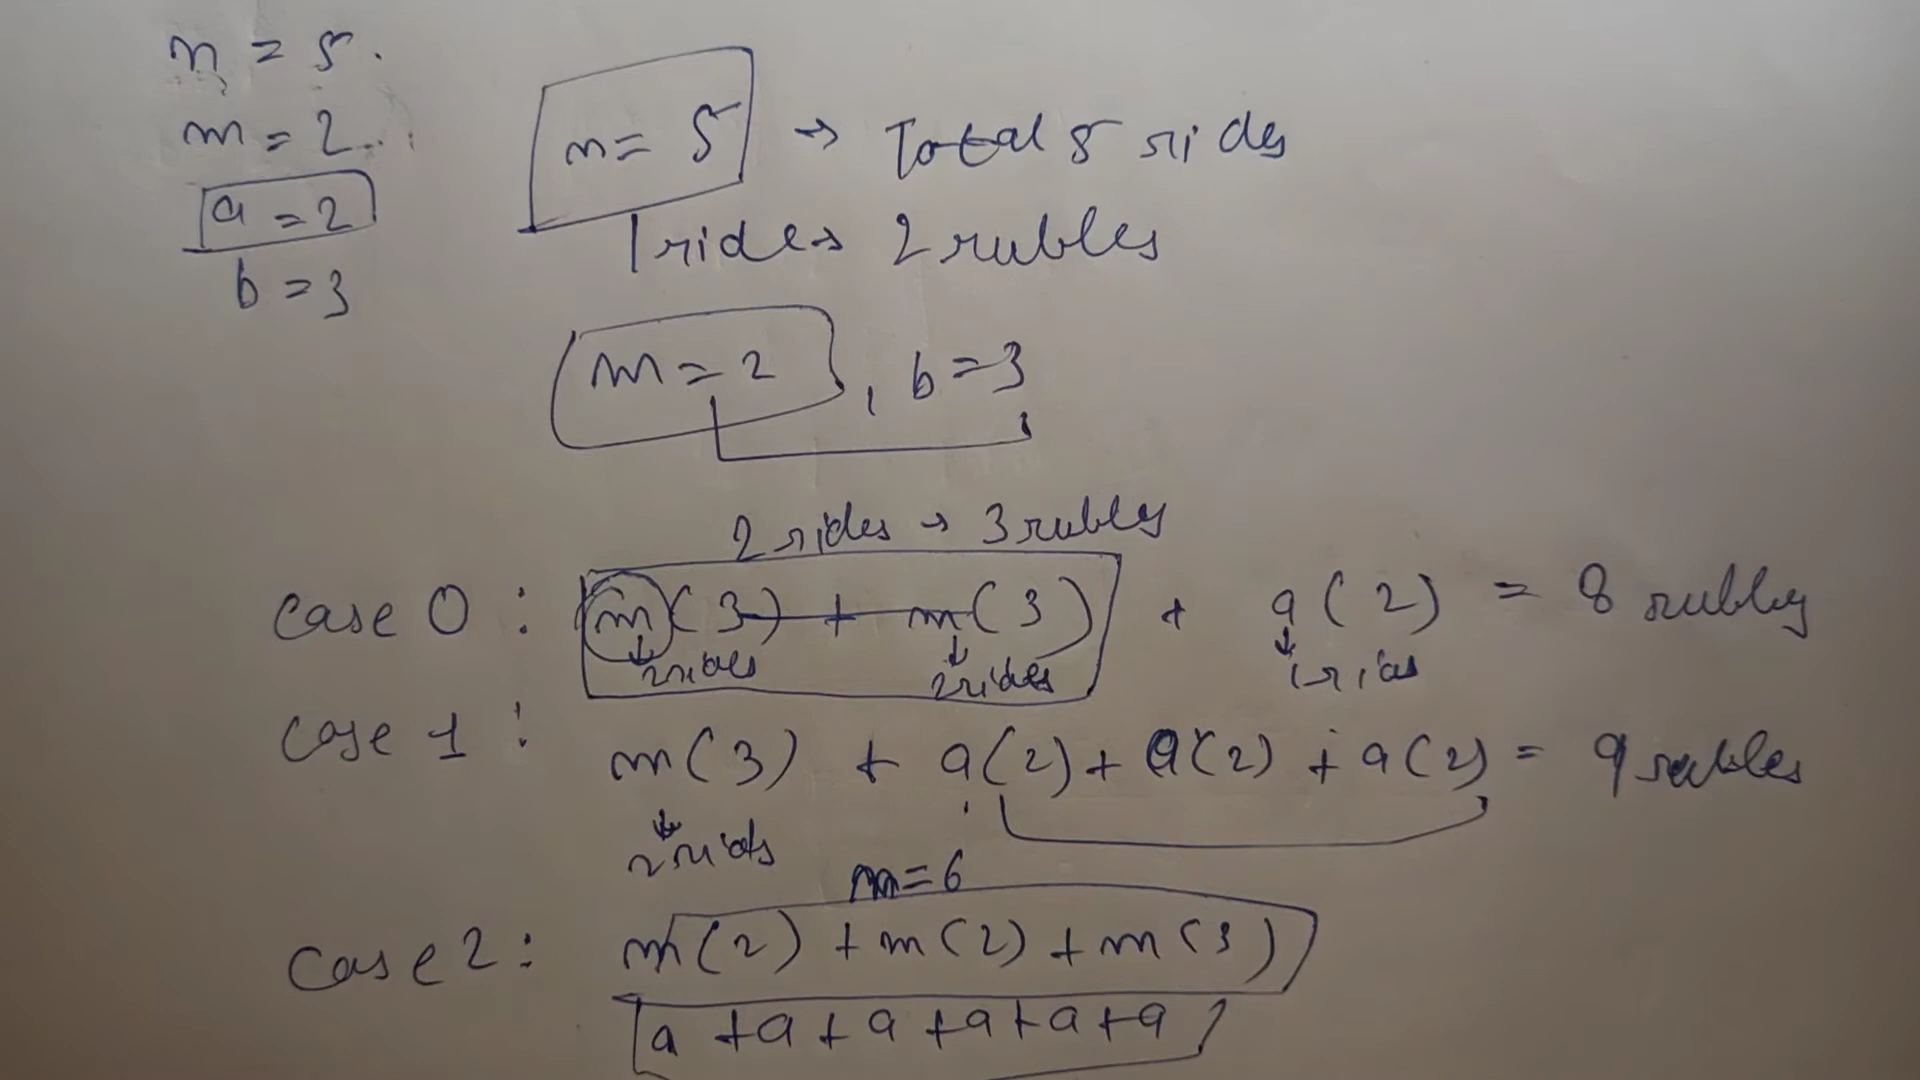 n = 5.
m = 2
a = 2
b = 3
n = 5 → Total 5 rides
1 rides 2 rubles
m = 2, b = 3
2 rides → 3 rubles
case 0 : m(3) + m(3) + a(2) = 8 rubles
2 rides 2 rides 1 rides
case 1 : m(3) + a(2) + a(2) + a(2) = 9 rubles
2 rids
m = 6
case 2 : m(2) + m(2) + m(3)
a + a + a + a + a + a